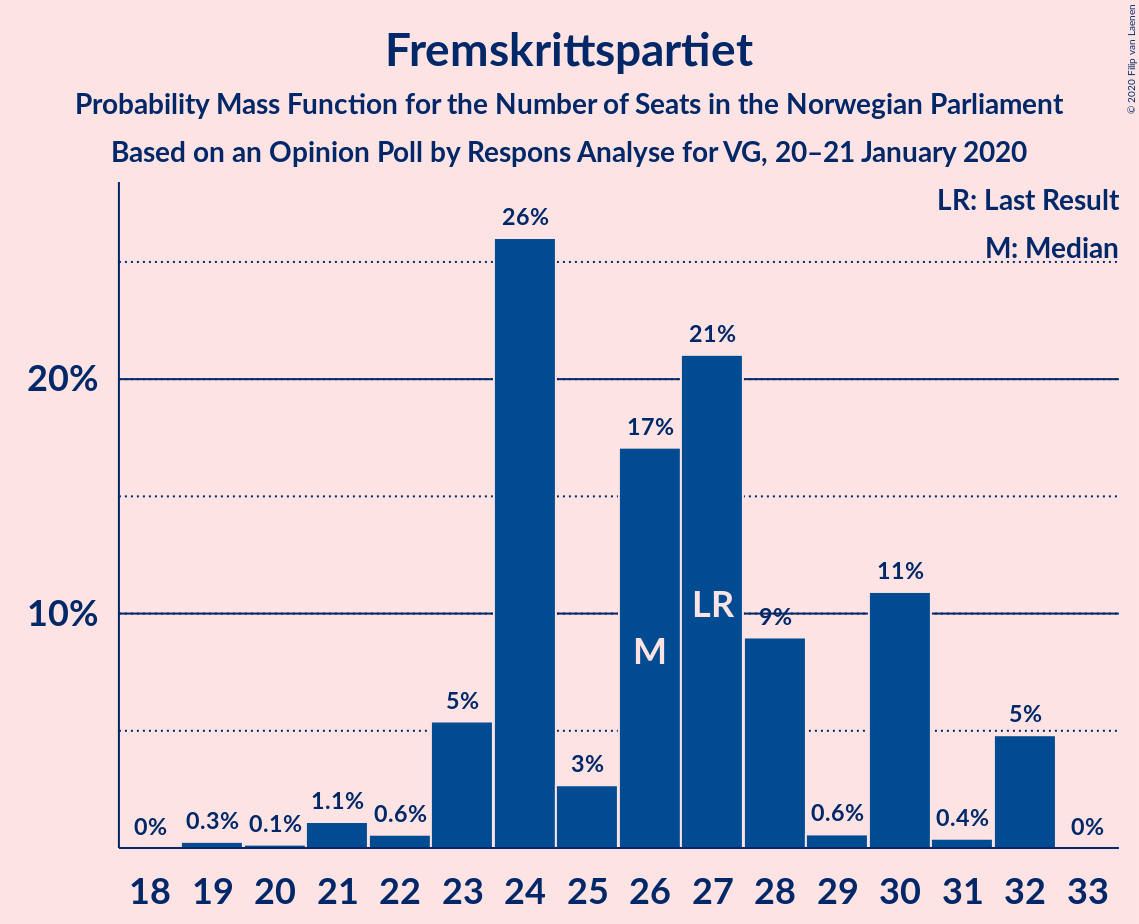 Fremskrittspartiet
Probability Mass Function for the Number of Seats in the Norwegian Parliament
Based on an Opinion Poll by Respons Analyse for VG, 20–21 January 2020
© 2020 Filip van Laenen
LR: Last Result
M: Median
26%
21%
20%
17%
11%
10%
9%
LR
M
5%
5%
3%
1.1%
0.6%
0.6%
0.4%
0.3%
0.1%
0%
0%
18 19 20 21 22 23 24 25 26 27 28 29 30 31 32 33